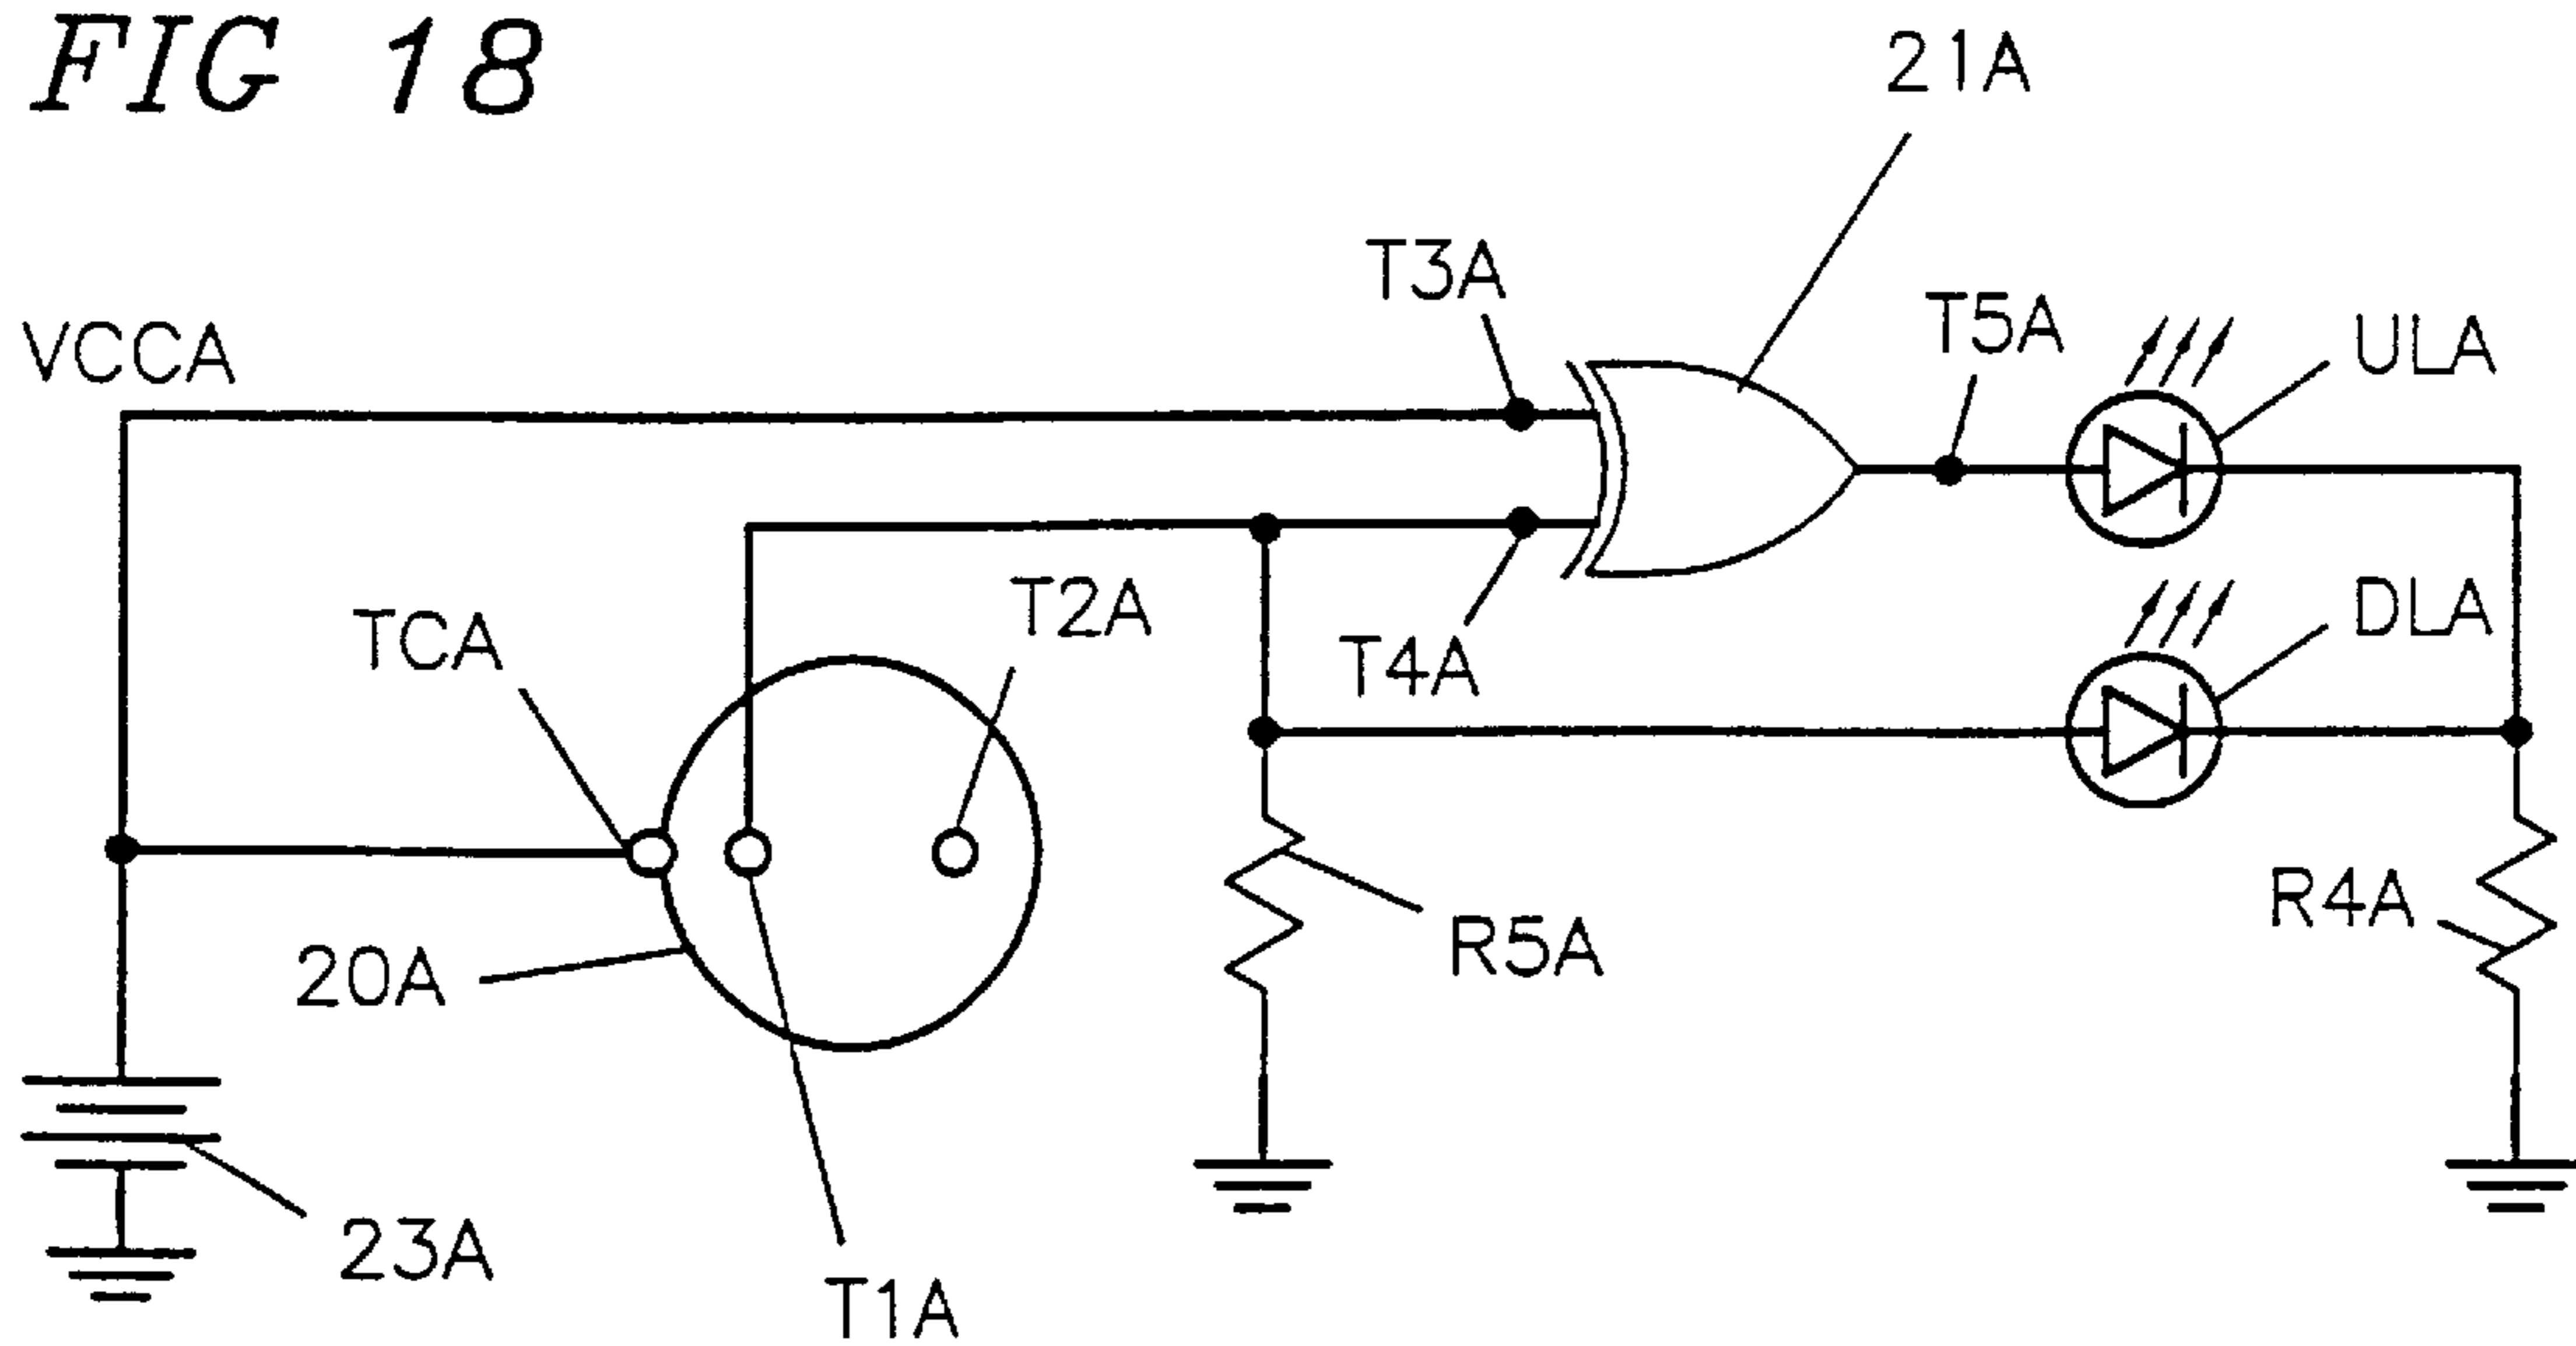 FIG 18
21A
T3A
T5A
ULA
VCCA
T2A
DLA
TCA
T4A
R4A
R5A
20A
23A
T1A